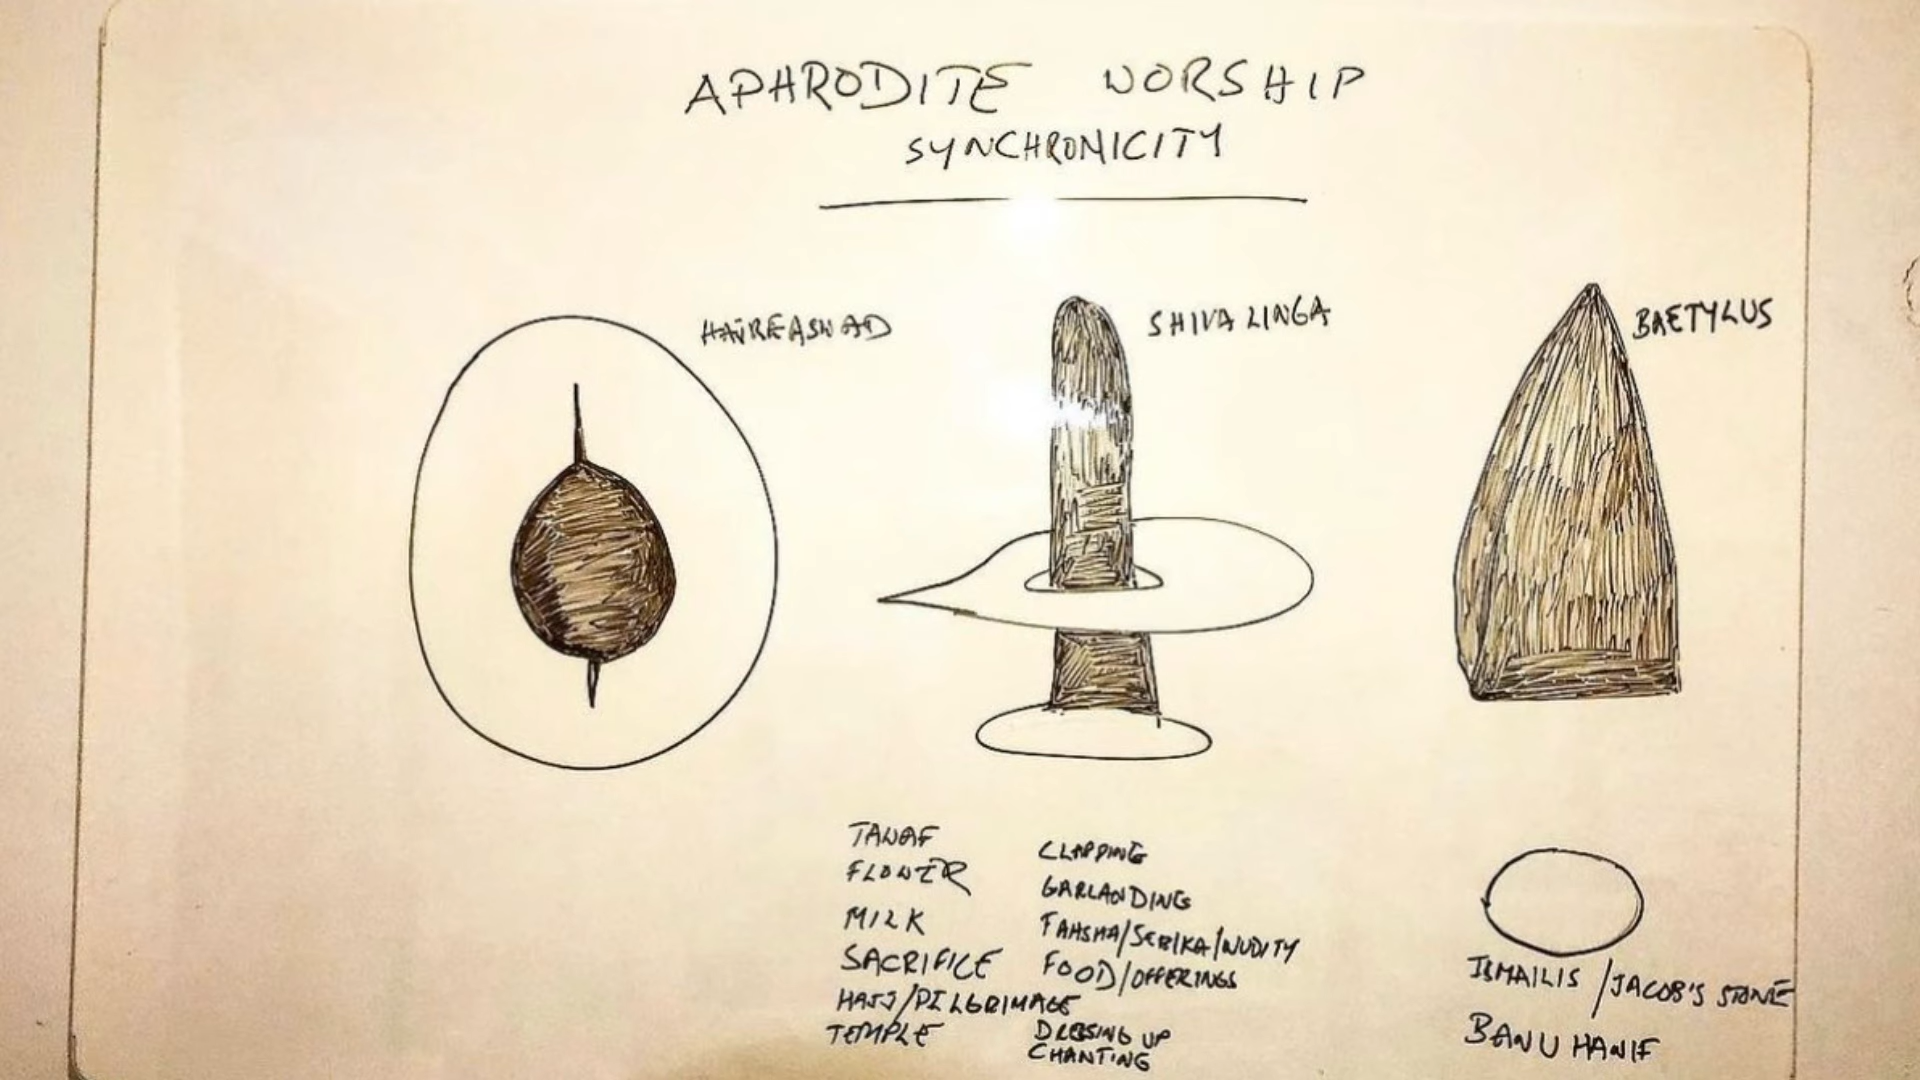 APHRODITE WORSHIP
SYNCHRONICITY
HAJREASWAD
SHIVA LINGA
BAETYLUS
TAWAF
FLOWER
MILK
SACRIFICE
HAJJ/PILGRIMAGE
TEMPLE
CLAPPING
GARLANDING
FAHSHA/SEBIKA/NUDITY
FOOD/OFFERINGS
DRESSING UP
CHANTING
ISMAILIS /JACOB'S STONE
BANU HANIF